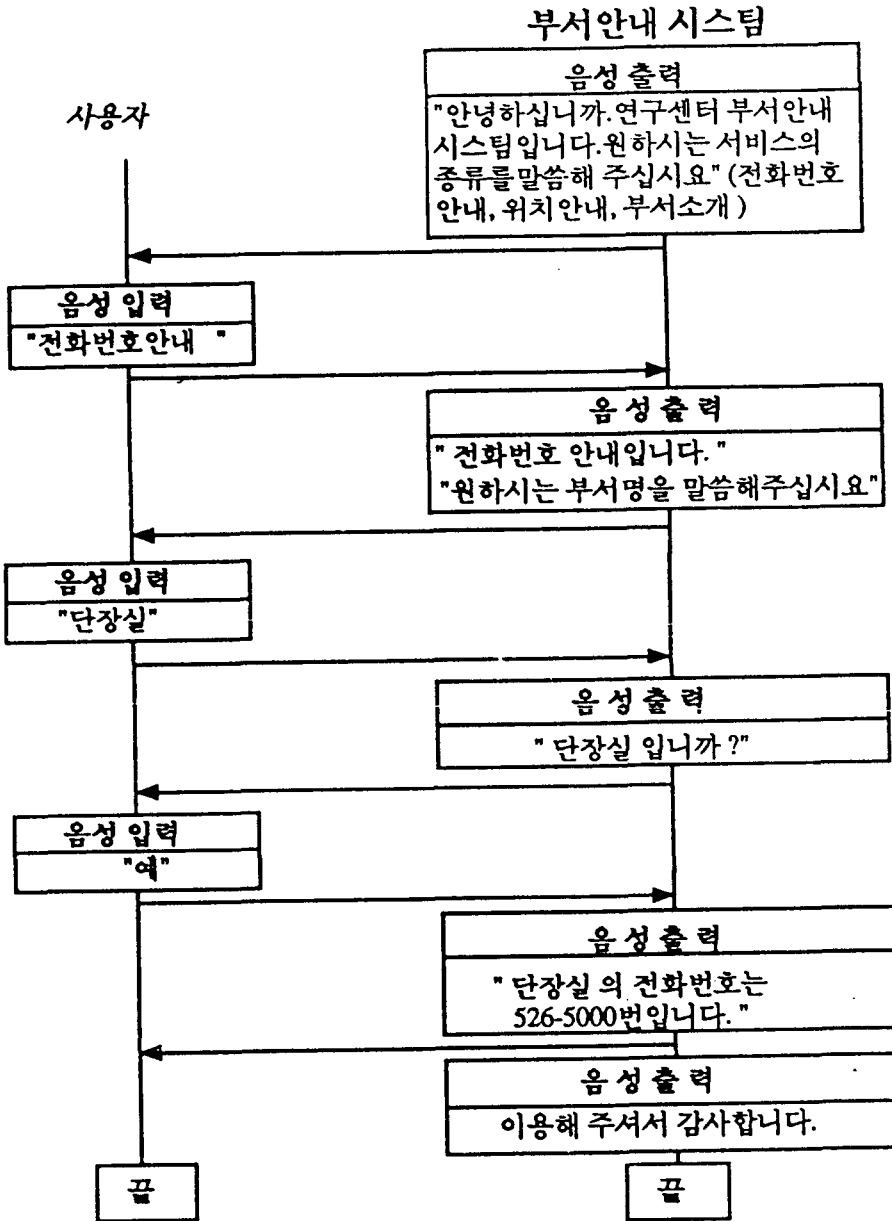 부서안내 시스팀
음성 출력
"안녕하십니까.연구센터 부서안내
시스팀입니다.원하시는 서비스의
종류를말씀해 주십시요" (전화번호
안내, 위치안내, 부서소개 )
사용자
음성 입력
"전화번호안내 "
음 성 출 력
" 전화번호 안내입니다. "
"원하시는 부서명을 말씀해주십시요"
음성 입력
"단장실"
음 성 출 력
" 단장실 입니까 ?"
음성 입력
"예"
음 성 출 력
" 단장실 의 전화번호는
526-5000번입니다. "
음 성 출 력
이용해 주셔서 감사합니다.
끝
끝